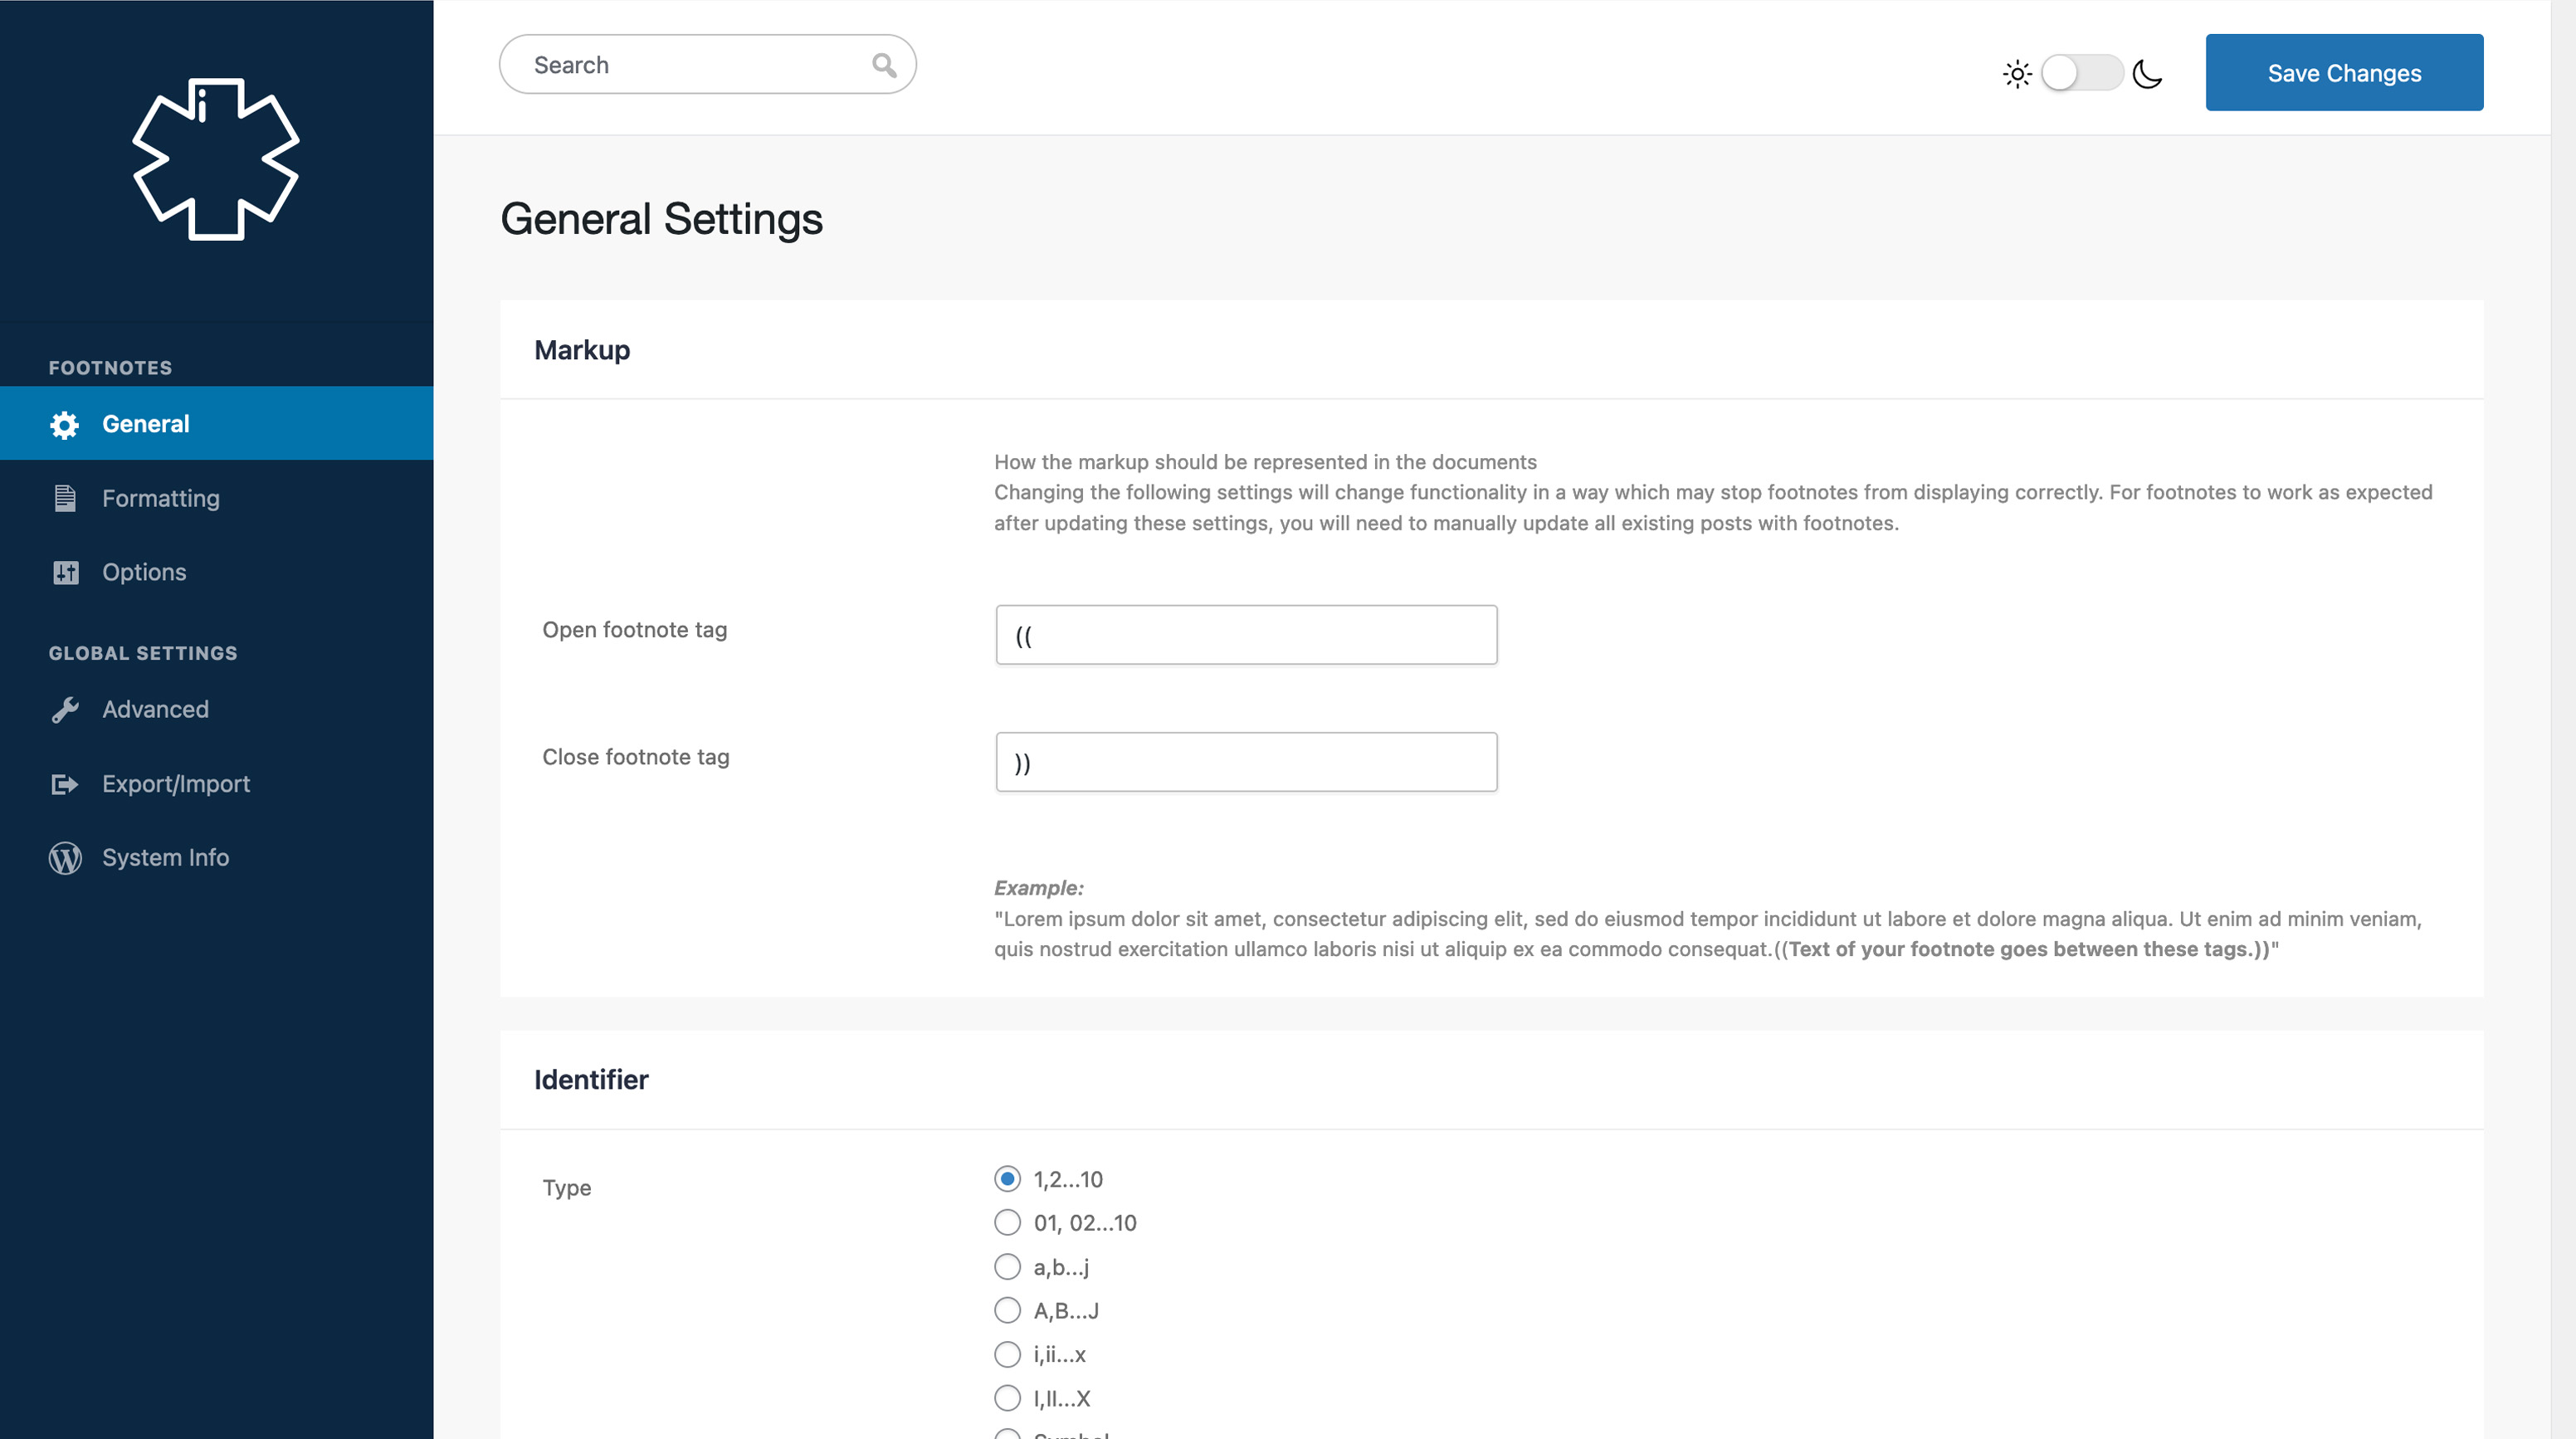 Search
Save Changes
FOOTNOTES
General
Formatting
Options
GLOBAL SETTINGS
Advanced
Export/Import
System Info
General Settings
Markup
How the markup should be represented in the documents
Changing the following settings will change functionality in a way which may stop footnotes from displaying correctly. For footnotes to work as expected
after updating these settings, you will need to manually update all existing posts with footnotes.
Open footnote tag
((
Close footnote tag
))
Example:
"Lorem ipsum dolor sit amet, consectetur adipiscing elit, sed do eiusmod tempor incididunt ut labore et dolore magna aliqua. Ut enim ad minim veniam,
quis nostrud exercitation ullamco laboris nisi ut aliquip ex ea commodo consequat.((Text of your footnote goes between these tags.))"
Identifier
Type
1,2...10
01, 02...10
a,b...j
A,B...J
i,ii...x
I,II...X
Symbol